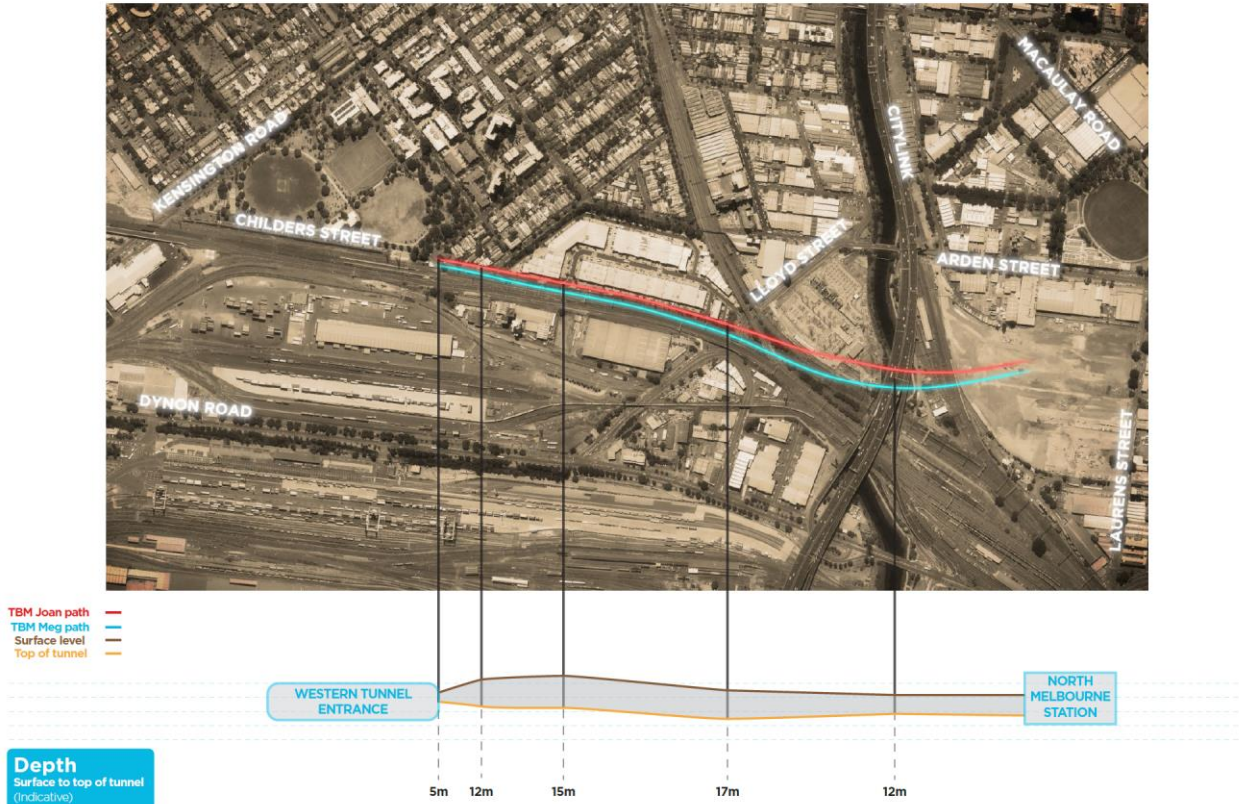 MACAULAY ROAD
KENSINGTON ROAD
CITYLINK
CHILDERS STREET
LLOYD STREET
ARDEN STREET
DYNON ROAD
LAURENS STREET
TBM Joan path
TBM Meg path
Surface level
Top of tunnel
WESTERN TUNNEL
ENTRANCE
NORTH
MELBOURNE
STATION
Depth
Surface to top of tunnel
(Indicative)
5m 12m 15m 17m 12m